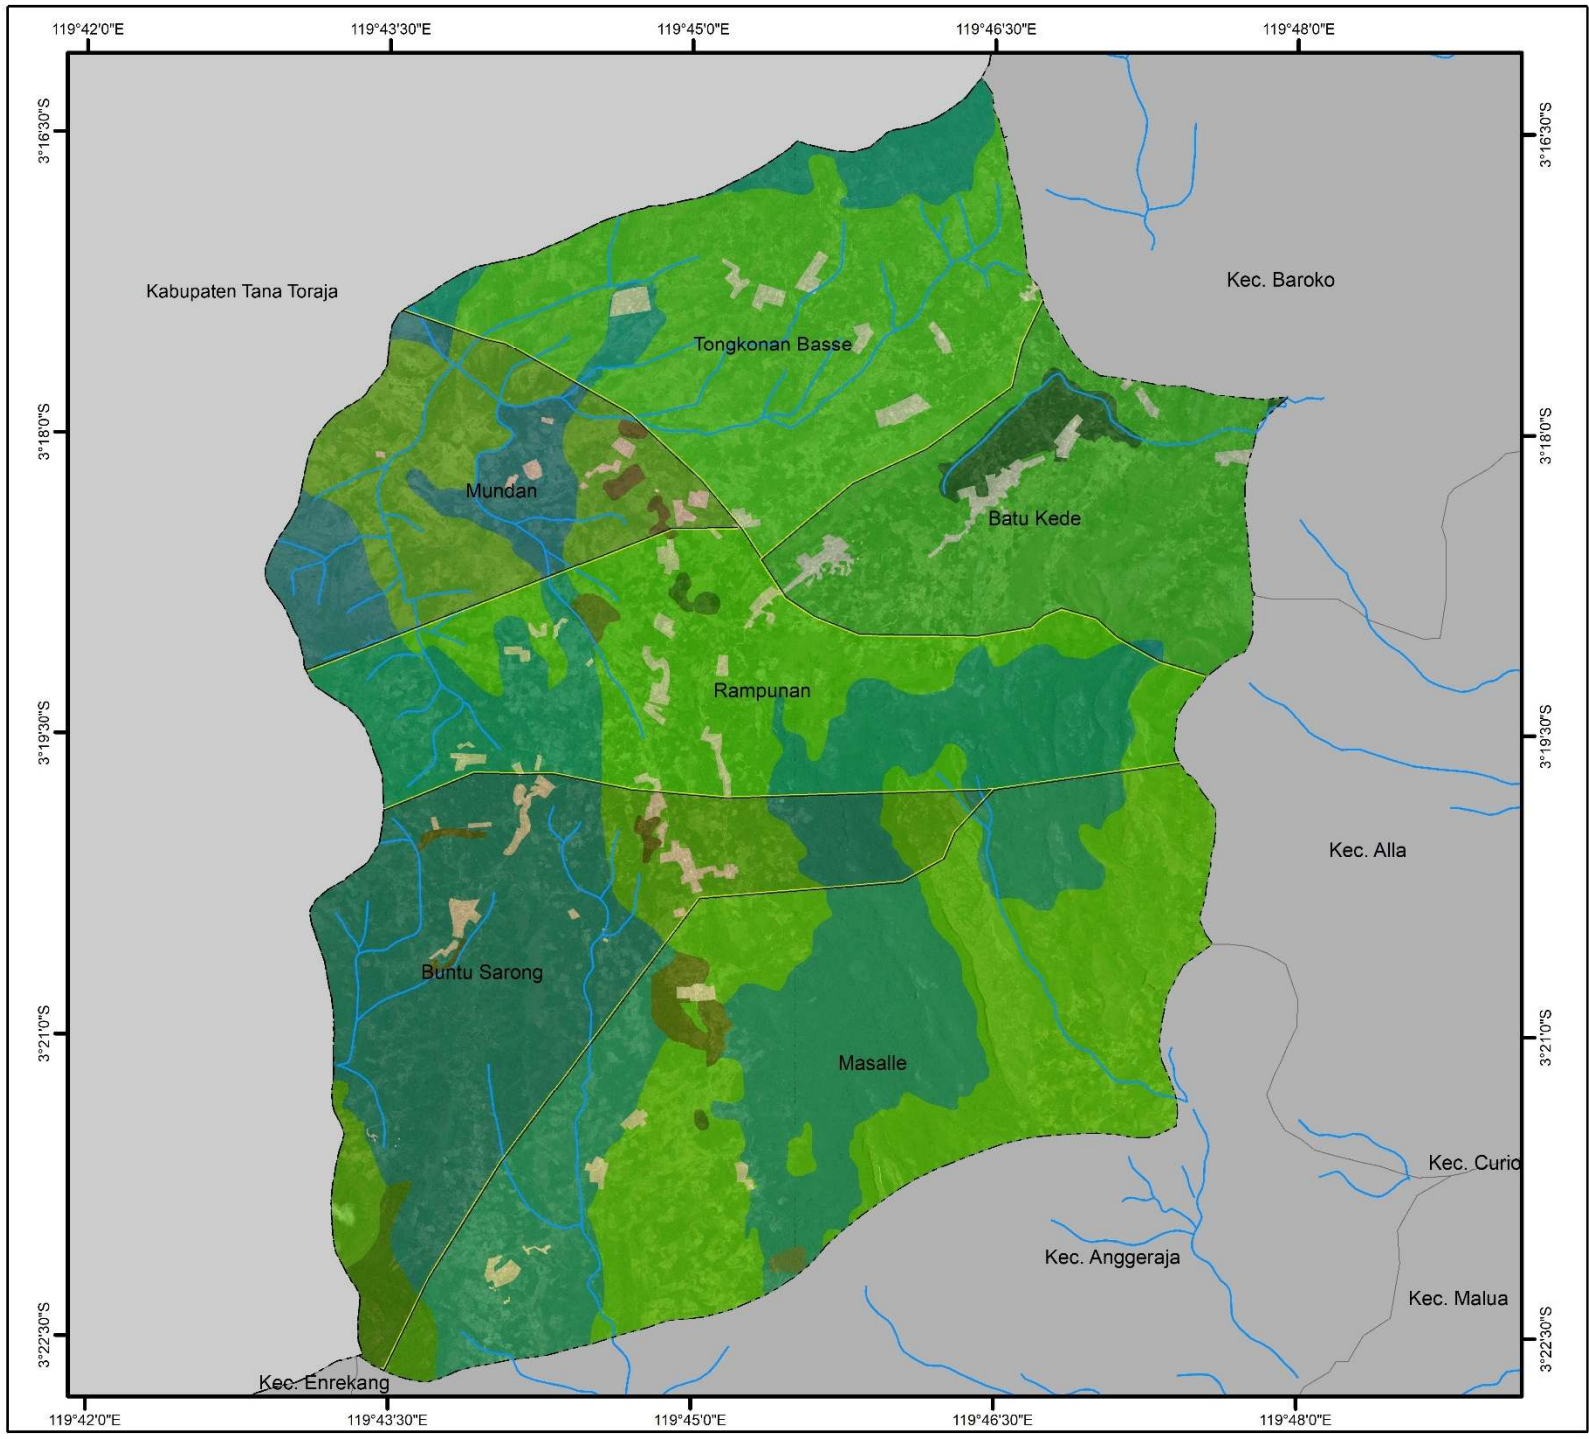 119°42'0"E
119°43'30"E
119°45'0"E
119°46'30"E
119°48'0"E
3°16'30"S
3°16'30"S
Kabupaten Tana Toraja
Kec. Baroko
Tongkonan Basse
3°18'0"S
3°18'0"S
Mundan
Batu Kede
Rampunan
3°19'30"S
3°19'30"S
Kec. Alla
Buntu Sarong
3°21'0"S
3°21'0"S
Masalle
Kec. Curio
Kec. Anggeraja
Kec. Malua
3°22'30"S
3°22'30"S
Kec. Enrekang
119°42'0"E
119°43'30"E
119°45'0"E
119°46'30"E
119°48'0"E